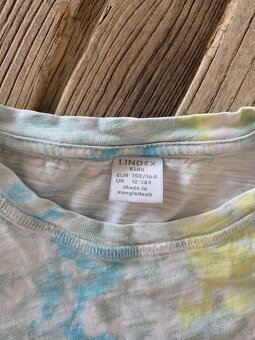 LINDEX
Kids
EUR 158/164
UK 12-14Y
Made in
Bangladesh